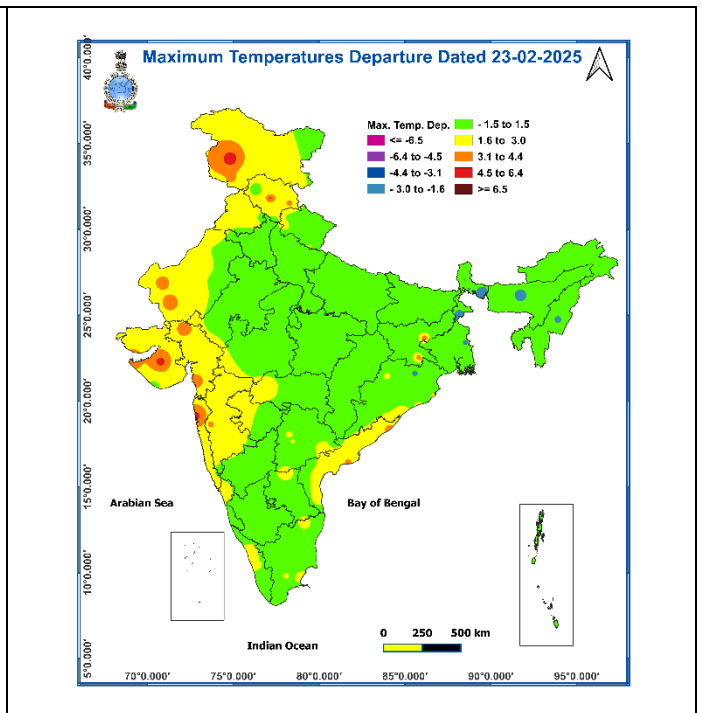 Maximum Temperatures Departure Dated 23-02-2025
Max. Temp. Dep.
<= -6.5
-6.4 to -4.5
-4.4 to -3.1
- 3.0 to -1.6
- 1.5 to 1.5
1.6 to 3.0
3.1 to 4.4
4.5 to 6.4
>= 6.5
40°0.000'
35°0.000'
30°0.000'
25°0.000'
20°0.000'
15°0.000'
10°0.000'
5°0.000'
Arabian Sea
Bay of Bengal
Indian Ocean
0 250 500 km
70°0.000' 75°0.000' 80°0.000' 85°0.000' 90°0.000' 95°0.000'